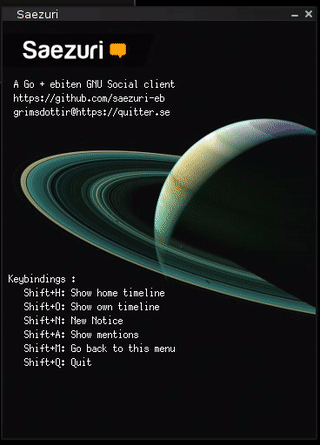 Saezuri
Saezuri
A Go + ebiten GNU Social client
https://github.com/saezuri-eb
grimsdottir@https://quitter.se
Keybindings :
Shift+H: Show home timeline
Shift+O: Show own timeline
Shift+N: New Notice
Shift+A: Show mentions
Shift+M: Go back to this menu
Shift+Q: Quit